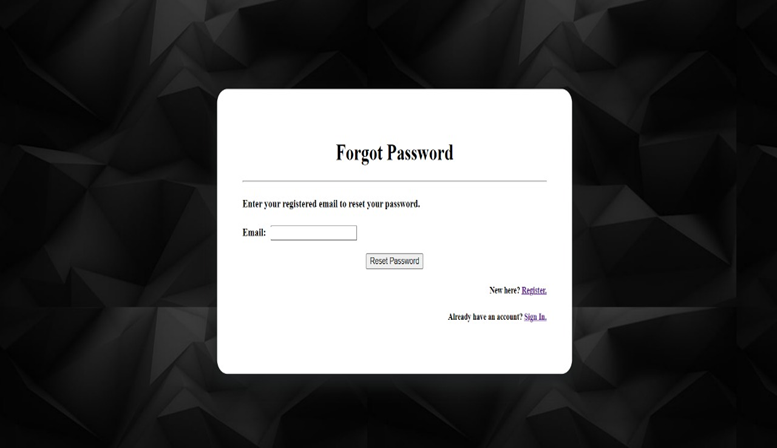 Forgot Password
Enter your registered email to reset your password.
Email:
Reset Password
New here? Register.
Already have an account? Sign In.